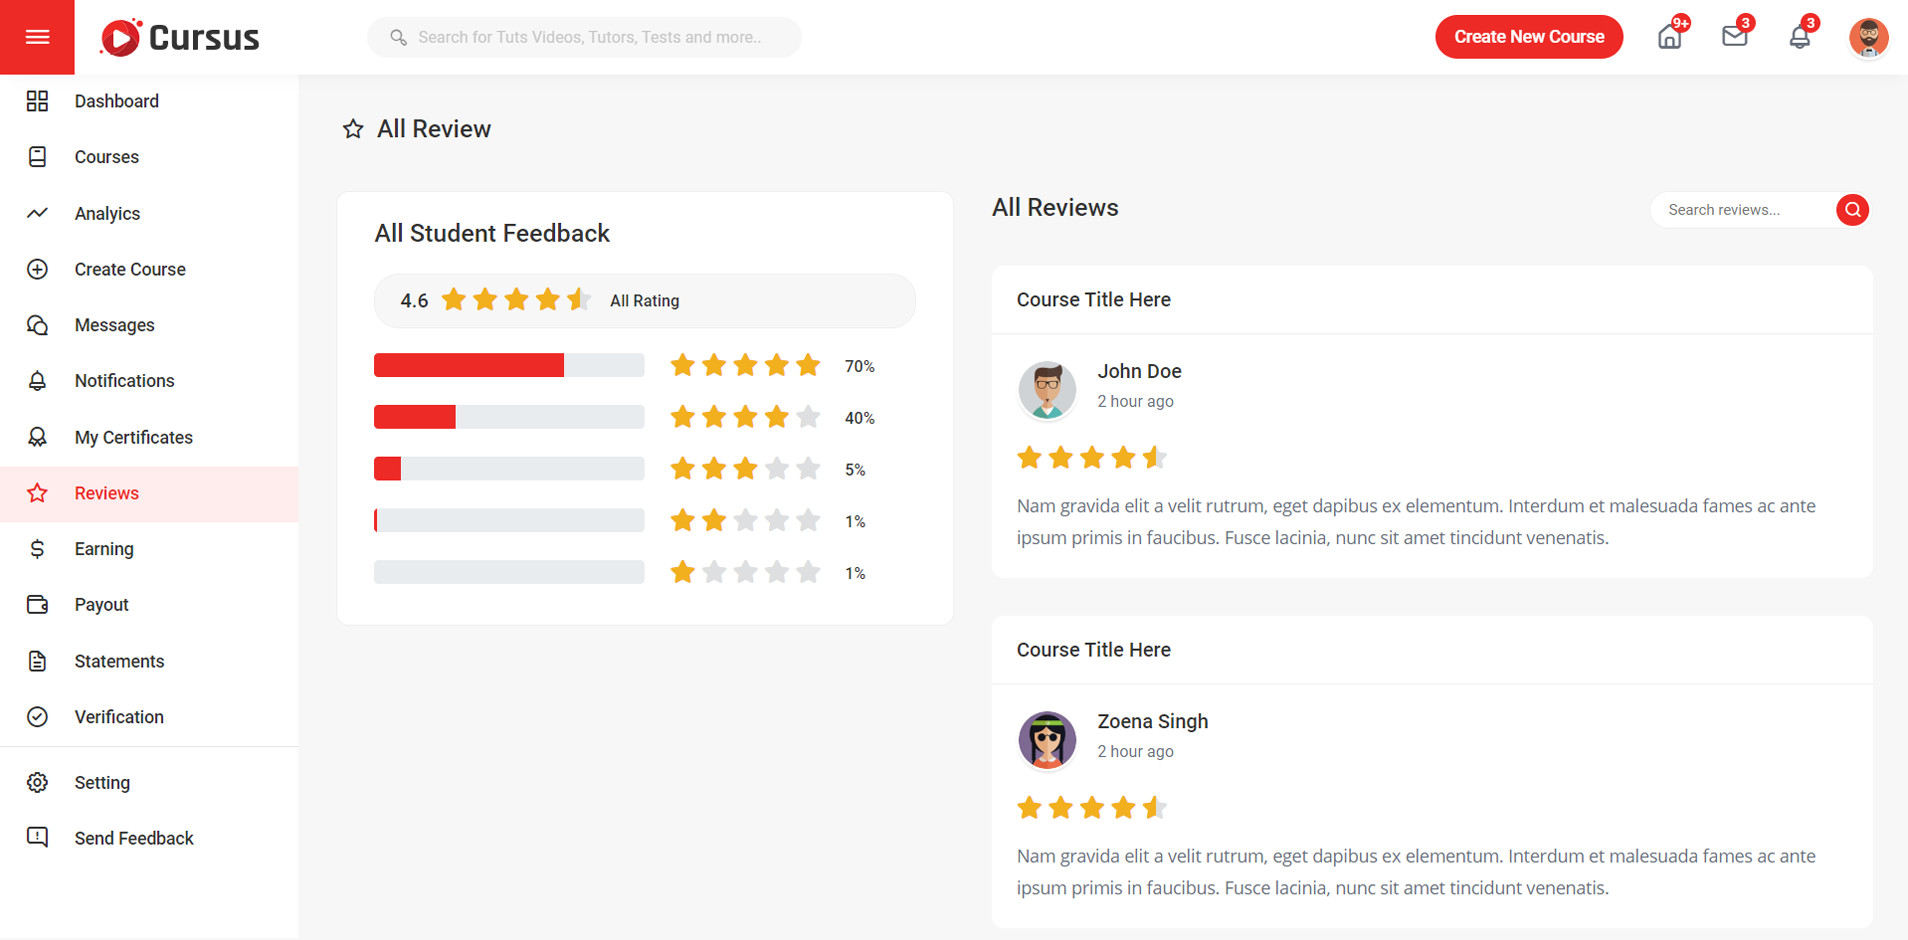 Cursus
Search for Tuts Videos, Tutors, Tests and more..
Create New Course
9+
3
3
Dashboard
Courses
Analyics
Create Course
Messages
Notifications
My Certificates
Reviews
Earning
Payout
Statements
Verification
Setting
Send Feedback
All Review
All Student Feedback
4.6 All Rating
70%
40%
5%
1%
1%
All Reviews
Search reviews...
Course Title Here
John Doe
2 hour ago
Nam gravida elit a velit rutrum, eget dapibus ex elementum. Interdum et malesuada fames ac ante
ipsum primis in faucibus. Fusce lacinia, nunc sit amet tincidunt venenatis.
Course Title Here
Zoena Singh
2 hour ago
Nam gravida elit a velit rutrum, eget dapibus ex elementum. Interdum et malesuada fames ac ante
ipsum primis in faucibus. Fusce lacinia, nunc sit amet tincidunt venenatis.